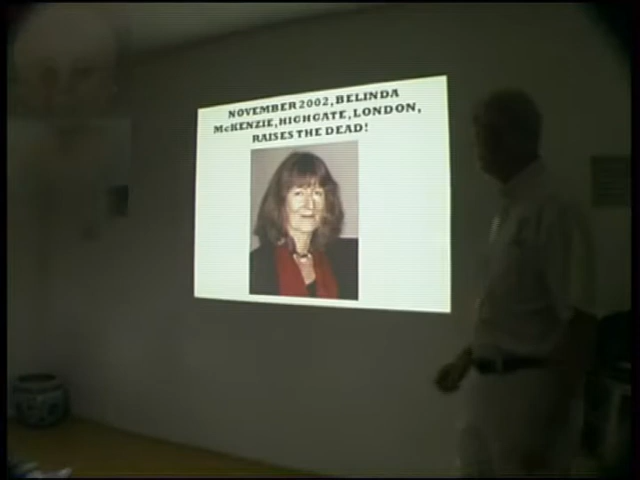 NOVEMBER 2002, BELINDA
McKENZIE, HIGHGATE, LONDON,
RAISES THE DEAD!